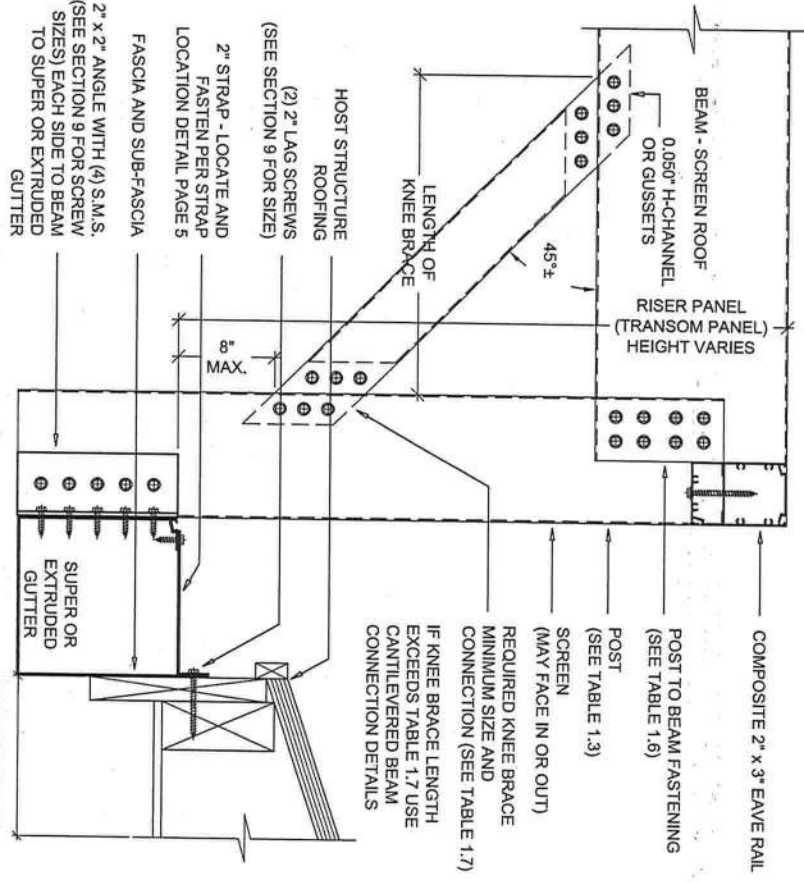 BEAM - SCREEN ROOF
0.050" H-CHANNEL
OR GUSSETS
LENGTH OF
KNEE BRACE
45°±
RISER PANEL
(TRANSOM PANEL)
HEIGHT VARIES
8"
MAX.
HOST STRUCTURE
ROOFING
(2) 2" LAG SCREWS
(SEE SECTION 9 FOR SIZE)
2" STRAP - LOCATE AND
FASTEN PER STRAP
LOCATION DETAIL PAGE 5
FASCIA AND SUB-FASCIA
2" x 2" ANGLE WITH (4) S.M.S.
(SEE SECTION 9 FOR SCREW
SIZES) EACH SIDE TO BEAM
TO SUPER OR EXTRUDED
GUTTER
COMPOSITE 2" x 3" EAVE RAIL
POST TO BEAM FASTENING
(SEE TABLE 1.6)
POST
(SEE TABLE 1.3)
SCREEN
(MAY FACE IN OR OUT)
REQUIRED KNEE BRACE
MINIMUM SIZE AND
CONNECTION (SEE TABLE 1.7)
IF KNEE BRACE LENGTH
EXCEEDS TABLE 1.7 USE
CANTILEVERED BEAM
CONNECTION DETAILS
SUPER OR
EXTRUDED
GUTTER